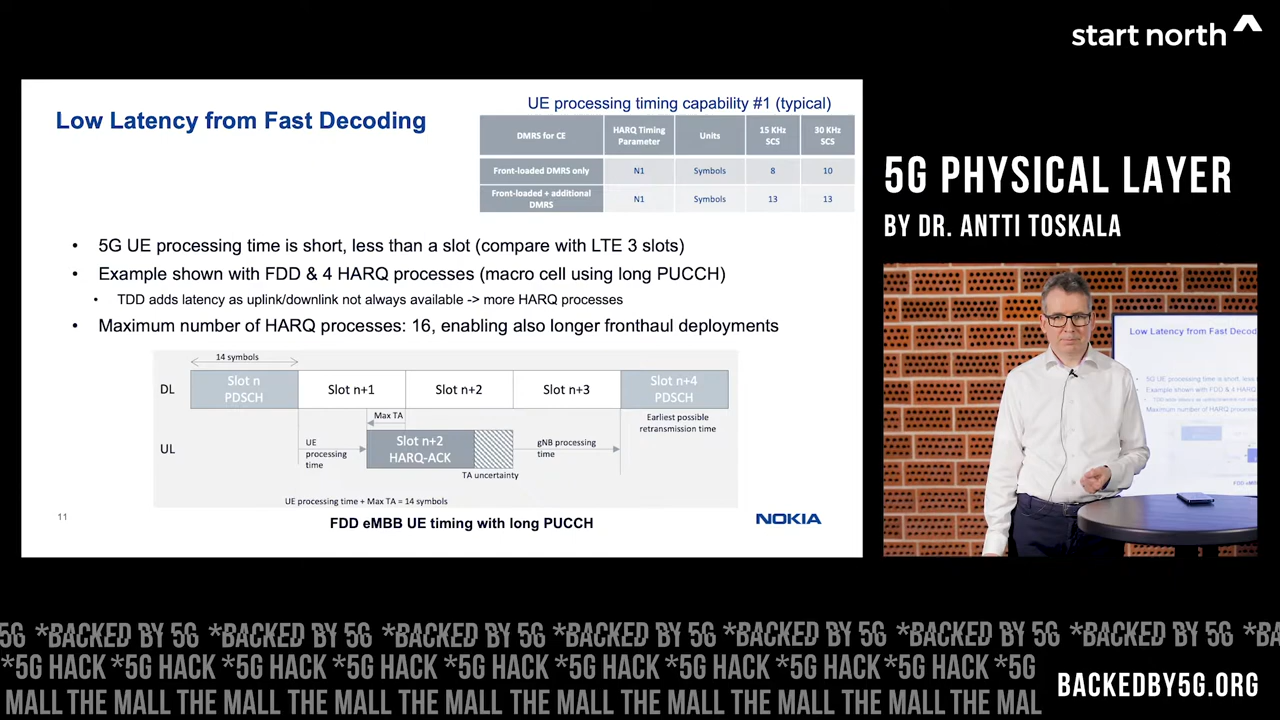 start north
UE processing timing capability #1 (typical)
Low Latency from Fast Decoding
DMRS for CE
HARQ Timing Parameter
Units
15 KHz SCS
30 KHz SCS
Front-loaded DMRS only
N1
Symbols
8
10
Front-loaded + additional DMRS
N1
Symbols
13
13
• 5G UE processing time is short, less than a slot (compare with LTE 3 slots)
• Example shown with FDD & 4 HARQ processes (macro cell using long PUCCH)
• TDD adds latency as uplink/downlink not always available -> more HARQ processes
• Maximum number of HARQ processes: 16, enabling also longer fronthaul deployments
14 symbols
DL
Slot n
PDSCH
Slot n+1
Slot n+2
Slot n+3
Slot n+4
PDSCH
Max TA
Earliest possible
retransmission time
UL
UE
processing
time
Slot n+2
HARQ-ACK
gNB processing
time
TA uncertainty
UE processing time + Max TA = 14 symbols
11
FDD eMBB UE timing with long PUCCH
NOKIA
5G PHYSICAL LAYER
BY DR. ANTTI TOSKALA
Low Latency from Fast Decod
5G *BACKED BY 5G *BACKED BY 5G *BACKED BY 5G *BACKED BY 5G *BACKED BY 5G *BACKED BY 5G *BACKED BY 5G
*5G HACK *5G HACK *5G HACK *5G HACK *5G HACK *5G HACK *5G HACK *5G HACK *5G HACK *5G
MALL THE MALL THE MALL THE MALL THE MALL THE MALL THE MALL THE MALL THE MAL
BACKEDBY5G.ORG